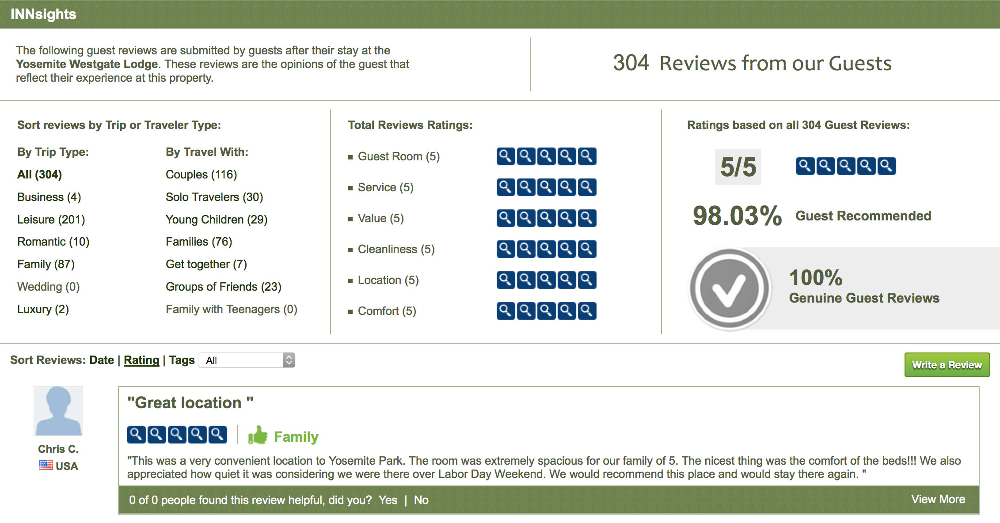 INNsights
The following guest reviews are submitted by guests after their stay at the
Yosemite Westgate Lodge. These reviews are the opinions of the guest that
reflect their experience at this property.
304 Reviews from our Guests
Sort reviews by Trip or Traveler Type:
By Trip Type:
All (304)
Business (4)
Leisure (201)
Romantic (10)
Family (87)
Wedding (0)
Luxury (2)
By Travel With:
Couples (116)
Solo Travelers (30)
Young Children (29)
Families (76)
Get together (7)
Groups of Friends (23)
Family with Teenagers (0)
Total Reviews Ratings:
Guest Room (5)
Service (5)
Value (5)
Cleanliness (5)
Location (5)
Comfort (5)
Ratings based on all 304 Guest Reviews:
5/5
98.03% Guest Recommended
100%
Genuine Guest Reviews
Sort Reviews: Date | Rating | Tags All
Write a Review
Chris C.
USA
"Great location "
Family
"This was a very convenient location to Yosemite Park. The room was extremely spacious for our family of 5. The nicest thing was the comfort of the beds!!! We also
appreciated how quiet it was considering we were there over Labor Day Weekend. We would recommend this place and would stay there again. "
0 of 0 people found this review helpful, did you? Yes | No
View More